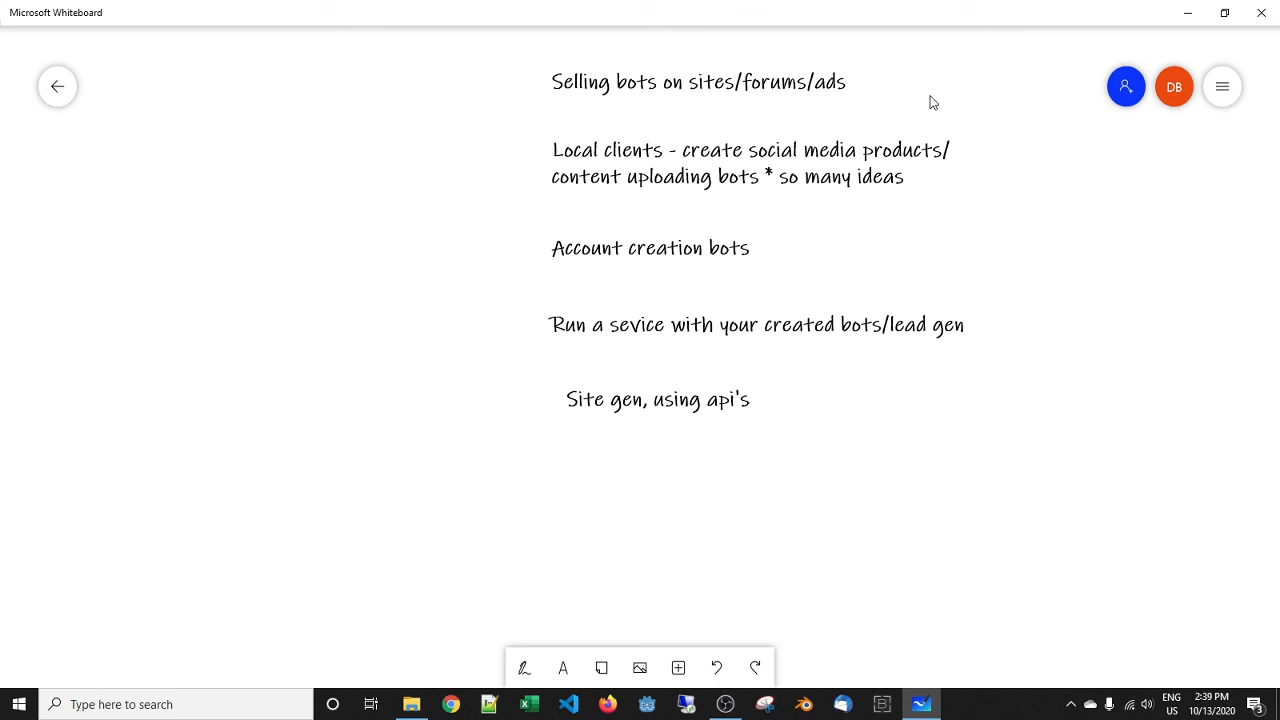 Microsoft Whiteboard
Selling bots on sites/forums/ads
DB
Local clients - create social media products/
content uploading bots * so many ideas
Account creation bots
Run a sevice with your created bots/lead gen
Site gen, using api's
Type here to search
ENG
US
2:39 PM
10/13/2020
3